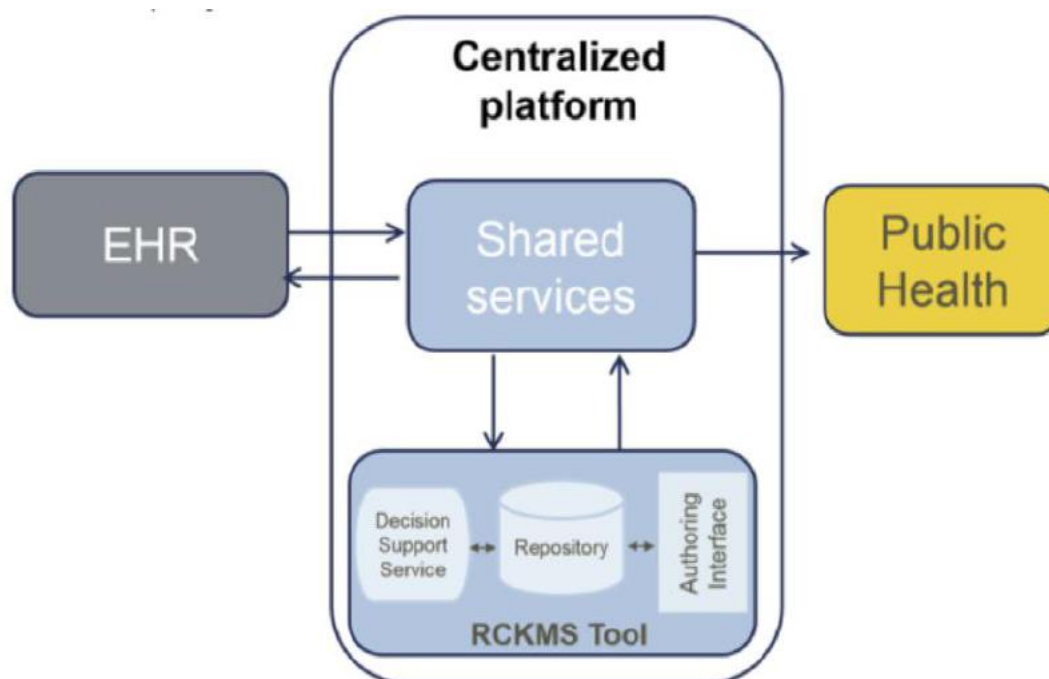 Centralized
platform
EHR
Shared
services
Public
Health
Decision
Support
Service
Repository
Authoring
Interface
RCKMS Tool